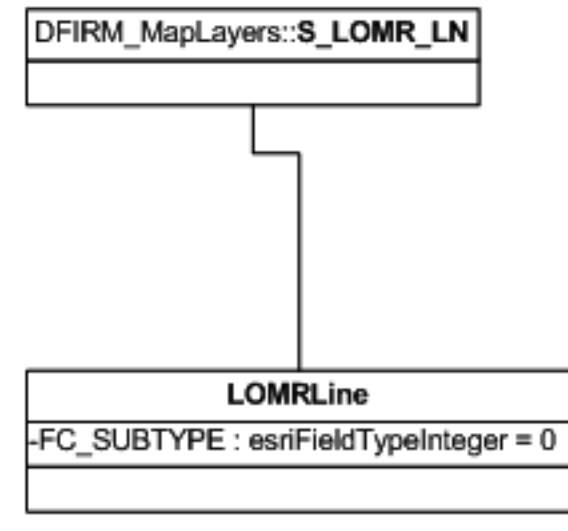 DFIRM_MapLayers::S_LOMR_LN
LOMRLine
-FC_SUBTYPE : esriFieldTypeInteger = 0